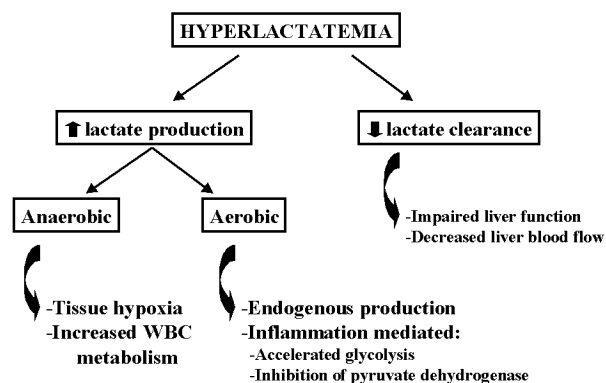 HYPERLACTATEMIA
⬆ lactate production
⬇ lactate clearance
Anaerobic
Aerobic
-Impaired liver function
-Decreased liver blood flow
-Tissue hypoxia
-Increased WBC
metabolism
-Endogenous production
-Inflammation mediated:
-Accelerated glycolysis
-Inhibition of pyruvate dehydrogenase